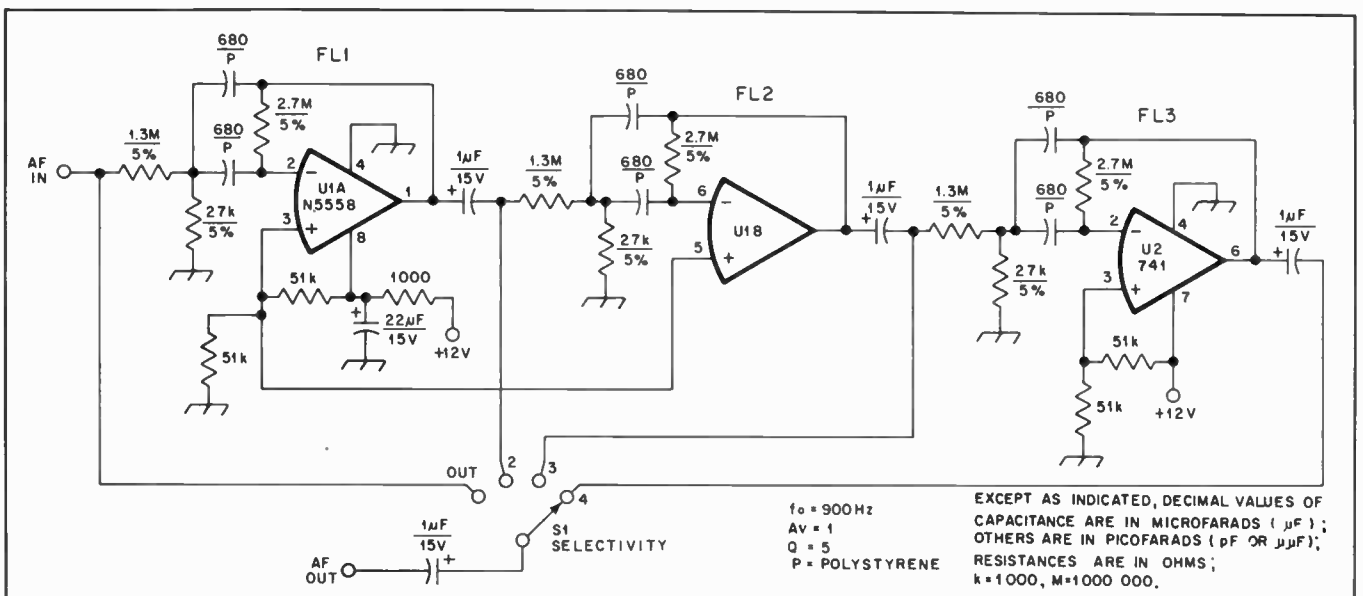 FL1
680
P
2.7M
5%
1.3M
5%
680
P
AF
IN
27k
5%
2
-
3
+
4
U1A
N5558
1
8
51k
1000
22µF
15V
+
+12V
51k
1µF
15V
+
FL2
680
P
2.7M
5%
1.3M
5%
680
P
27k
5%
6
-
5
+
U18
1µF
15V
+
FL3
680
P
2.7M
5%
1.3M
5%
680
P
27k
5%
2
-
3
+
4
U2
741
6
7
51k
51k
+12V
1µF
15V
+
OUT
2
3
4
S1
SELECTIVITY
1µF
15V
+
AF
OUT
fo = 900Hz
AV = 1
Q = 5
P = POLYSTYRENE
EXCEPT AS INDICATED, DECIMAL VALUES OF
CAPACITANCE ARE IN MICROFARADS ( µF ) ;
OTHERS ARE IN PICOFARADS ( pF OR µµF);
RESISTANCES ARE IN OHMS ;
k=1000, M=1000 000.